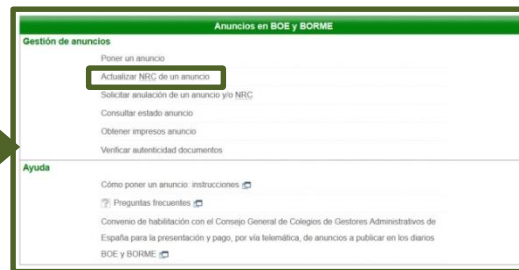 Anuncios en BOE y BORME
Gestión de anuncios
Poner un anuncio
Actualizar NRC de un anuncio
Solicitar anulación de un anuncio y/o NRC
Consultar estado anuncio
Obtener impresos anuncio
Verificar autenticidad documentos
Ayuda
Cómo poner un anuncio: instrucciones
? Preguntas frecuentes
Convenio de habilitación con el Consejo General de Colegios de Gestores Administrativos de
España para la presentación y pago, por vía telemática, de anuncios a publicar en los diarios
BOE y BORME